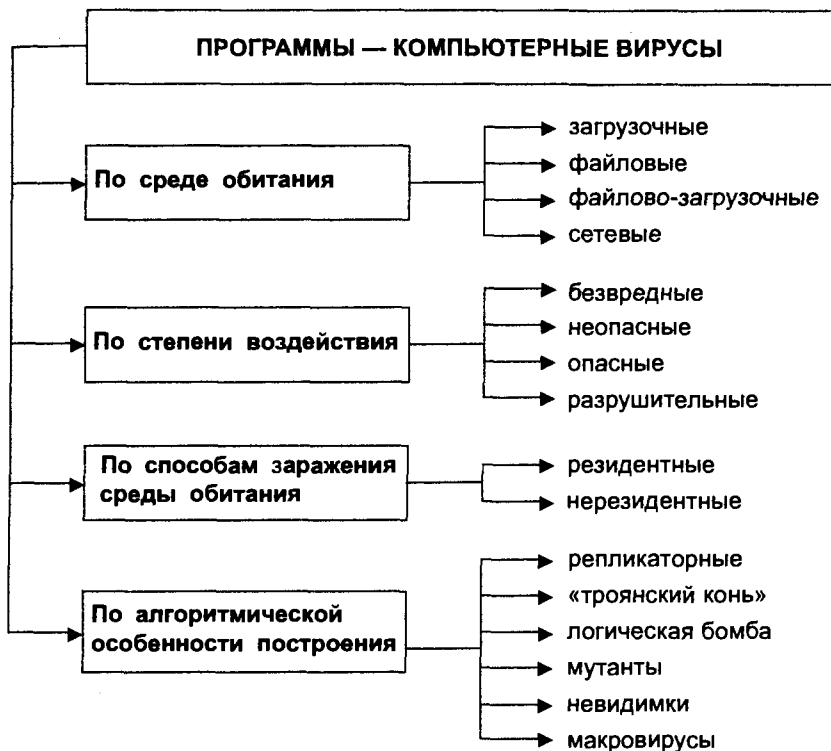 ПРОГРАММЫ — КОМПЬЮТЕРНЫЕ ВИРУСЫ
По среде обитания
загрузочные
файловые
файлово-загрузочные
сетевые
По степени воздействия
безвредные
неопасные
опасные
разрушительные
По способам заражения
среды обитания
резидентные
нерезидентные
По алгоритмической
особенности построения
репликаторные
«троянский конь»
логическая бомба
мутанты
невидимки
макровирусы